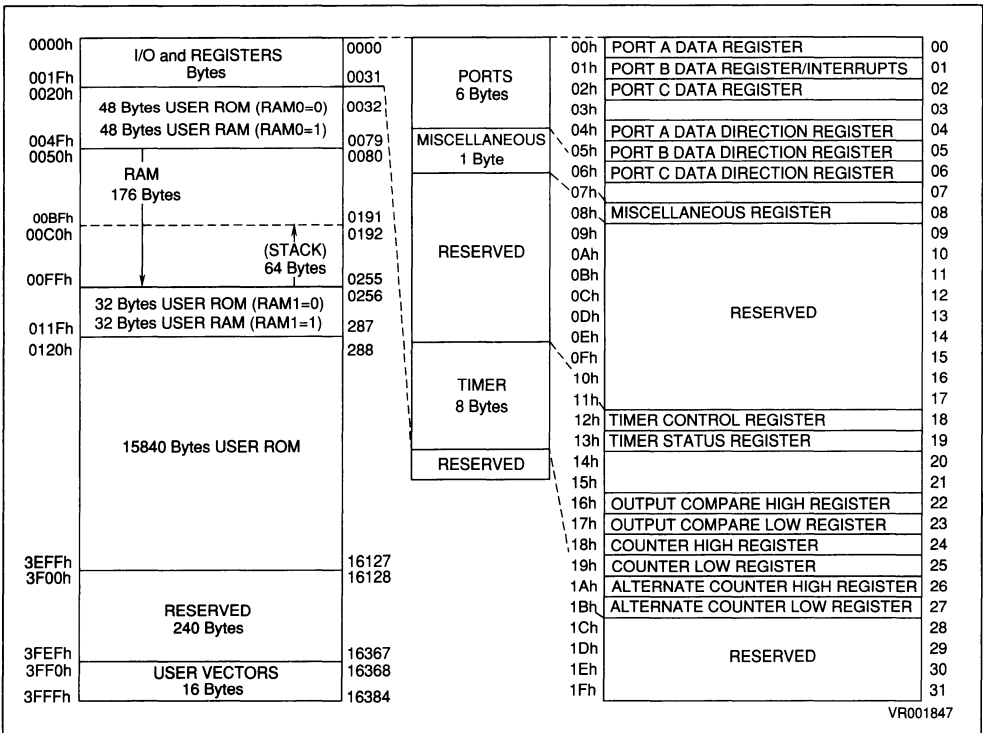 0000h
I/O and REGISTERS
Bytes
0000
001Fh
0031
0020h
48 Bytes USER ROM (RAM0=0)
0032
48 Bytes USER RAM (RAM0=1)
004Fh
0079
0050h
0080
RAM
176 Bytes
00BFh
0191
00C0h
0192
(STACK)
64 Bytes
00FFh
0255
0256
32 Bytes USER ROM (RAM1=0)
32 Bytes USER RAM (RAM1=1)
011Fh
287
0120h
288
15840 Bytes USER ROM
3EFFh
16127
3F00h
16128
RESERVED
240 Bytes
3FEFh
16367
3FF0h
USER VECTORS
16368
16 Bytes
3FFFh
16384
PORTS
6 Bytes
MISCELLANEOUS
1 Byte
RESERVED
TIMER
8 Bytes
RESERVED
00h PORT A DATA REGISTER 00
01h PORT B DATA REGISTER/INTERRUPTS 01
02h PORT C DATA REGISTER 02
03h 03
04h PORT A DATA DIRECTION REGISTER 04
05h PORT B DATA DIRECTION REGISTER 05
06h PORT C DATA DIRECTION REGISTER 06
07h 07
08h MISCELLANEOUS REGISTER 08
09h 09
0Ah 10
0Bh 11
0Ch 12
RESERVED
0Dh 13
0Eh 14
0Fh 15
10h 16
11h 17
12h TIMER CONTROL REGISTER 18
13h TIMER STATUS REGISTER 19
14h 20
15h 21
16h OUTPUT COMPARE HIGH REGISTER 22
17h OUTPUT COMPARE LOW REGISTER 23
18h COUNTER HIGH REGISTER 24
19h COUNTER LOW REGISTER 25
1Ah ALTERNATE COUNTER HIGH REGISTER 26
1Bh ALTERNATE COUNTER LOW REGISTER 27
1Ch 28
1Dh 29
RESERVED
1Eh 30
1Fh 31
VR001847